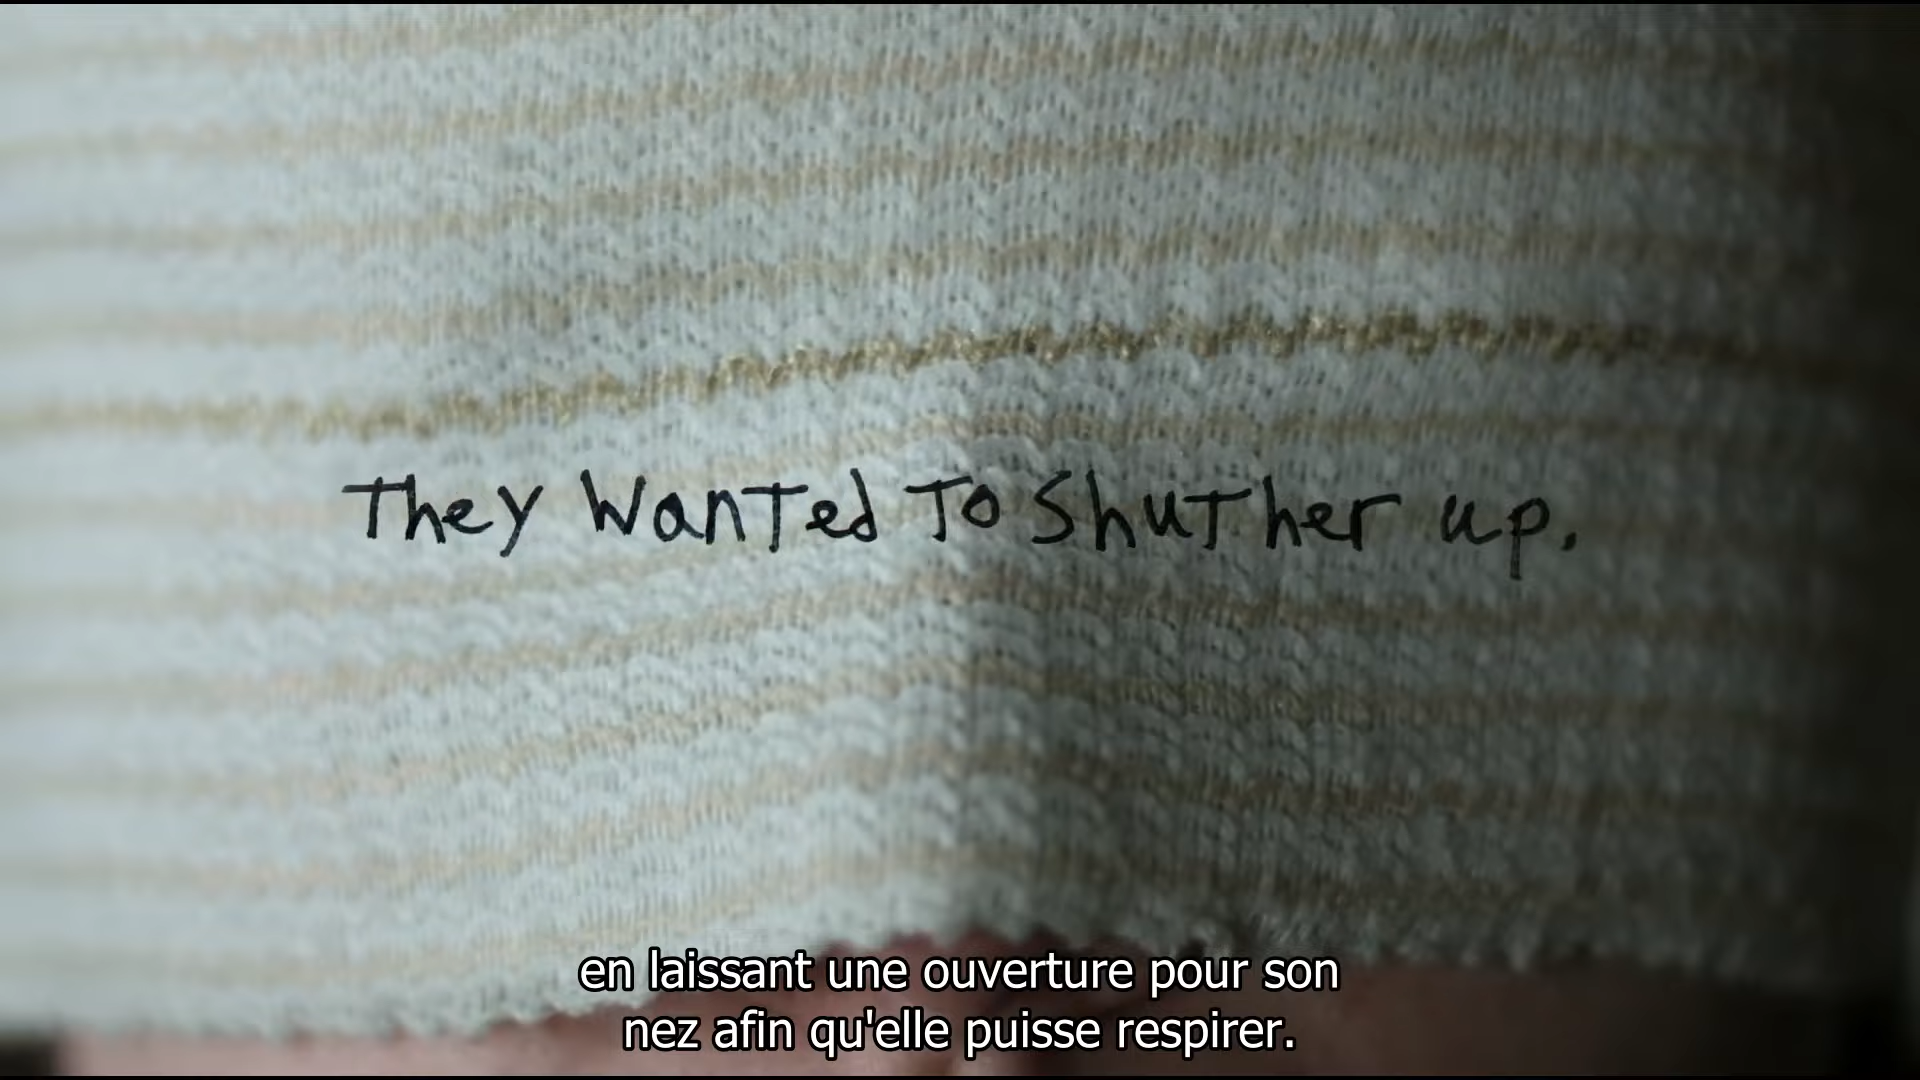 They Wanted To Shut her up.
en laissant une ouverture pour son
nez afin qu'elle puisse respirer.